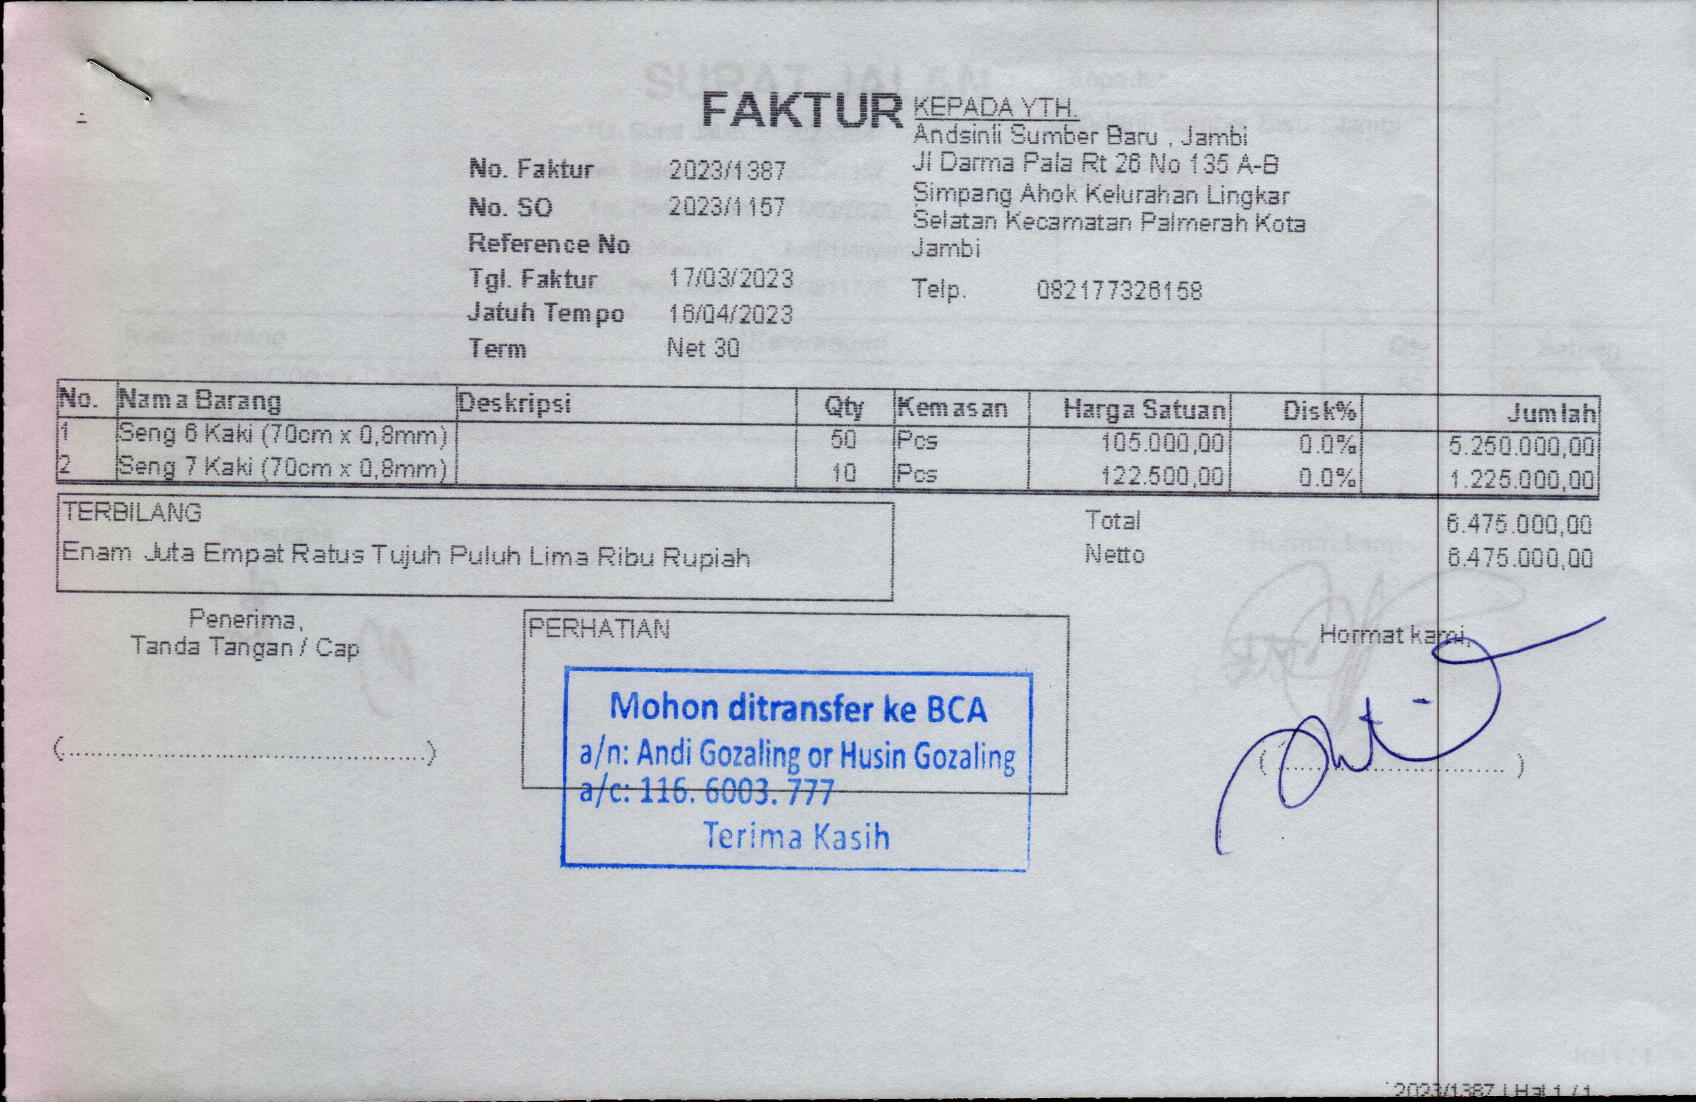 FAKTUR
KEPADA YTH.
Andsinli Sumber Baru , Jambi
Jl Darma Pala Rt 26 No 135 A-B
Simpang Ahok Kelurahan Lingkar
Selatan Kecamatan Palmerah Kota
Jambi
Telp. 082177326158
No. Faktur 2023/1387
No. SO 2023/1157
Reference No
Tgl. Faktur 17/03/2023
Jatuh Tempo 16/04/2023
Term Net 30
No. Nama Barang Deskripsi Qty Kemasan Harga Satuan Disk% Jumlah
1 Seng 6 Kaki (70cm x 0,8mm) 50 Pcs 105.000,00 0.0% 5.250.000,00
2 Seng 7 Kaki (70cm x 0,8mm) 10 Pcs 122.500,00 0.0% 1.225.000,00
TERBILANG
Enam Juta Empat Ratus Tujuh Puluh Lima Ribu Rupiah
Total 6.475.000,00
Netto 6.475.000,00
Penerima,
Tanda Tangan / Cap
(..................................................)
PERHATIAN
Mohon ditransfer ke BCA
a/n: Andi Gozaling or Husin Gozaling
a/c: 116. 6003. 777
Terima Kasih
Hormat kami,
(................................)
2023/1387 | Hal 1 / 1